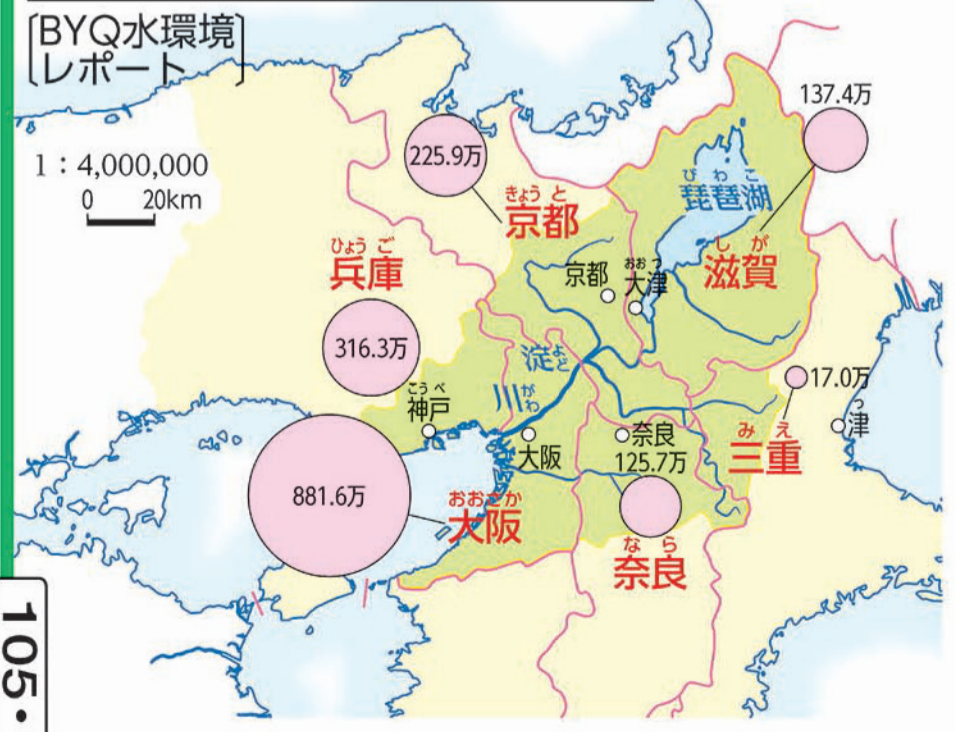 〔BYQ水環境
レポート〕
1：4,000,000
0 20km
137.4万
225.9万
きょうと
京都
びわこ
琵琶湖
ひょうご
兵庫
しが
滋賀
京都
おおつ
大津
316.3万
よど
淀
がわ
川
こうべ
神戸
17.0万
つ
津
大阪
奈良
125.7万
みえ
三重
881.6万
おおさか
大阪
なら
奈良
105・